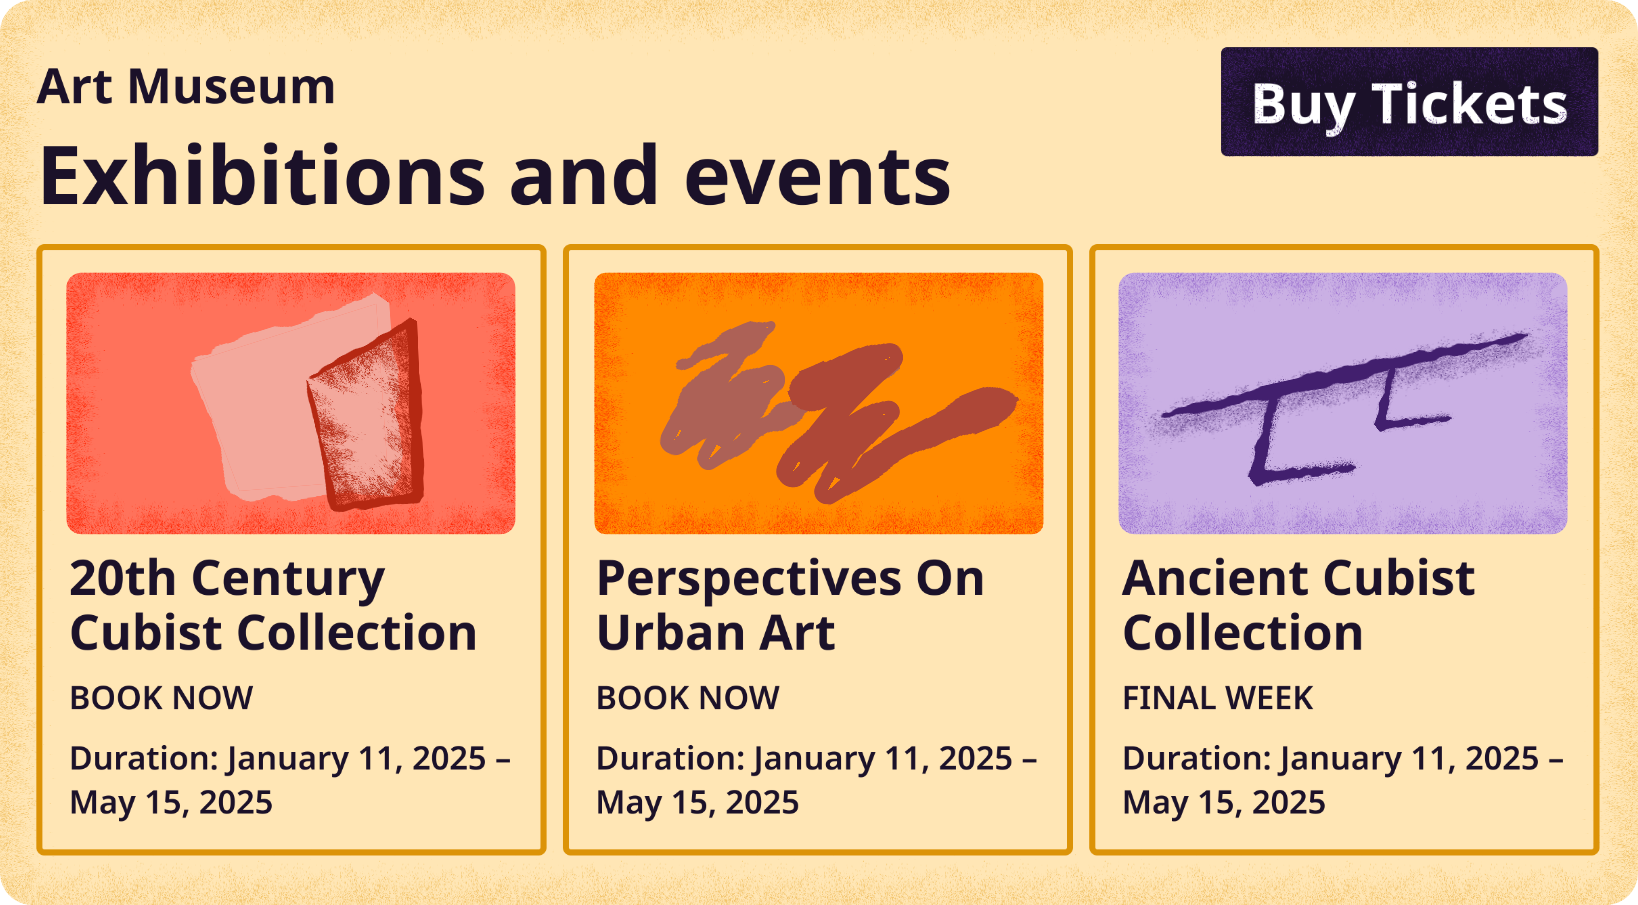 Art Museum
Buy Tickets
Exhibitions and events
20th Century
Cubist Collection
BOOK NOW
Duration: January 11, 2025 –
May 15, 2025
Perspectives On
Urban Art
BOOK NOW
Duration: January 11, 2025 –
May 15, 2025
Ancient Cubist
Collection
FINAL WEEK
Duration: January 11, 2025 –
May 15, 2025